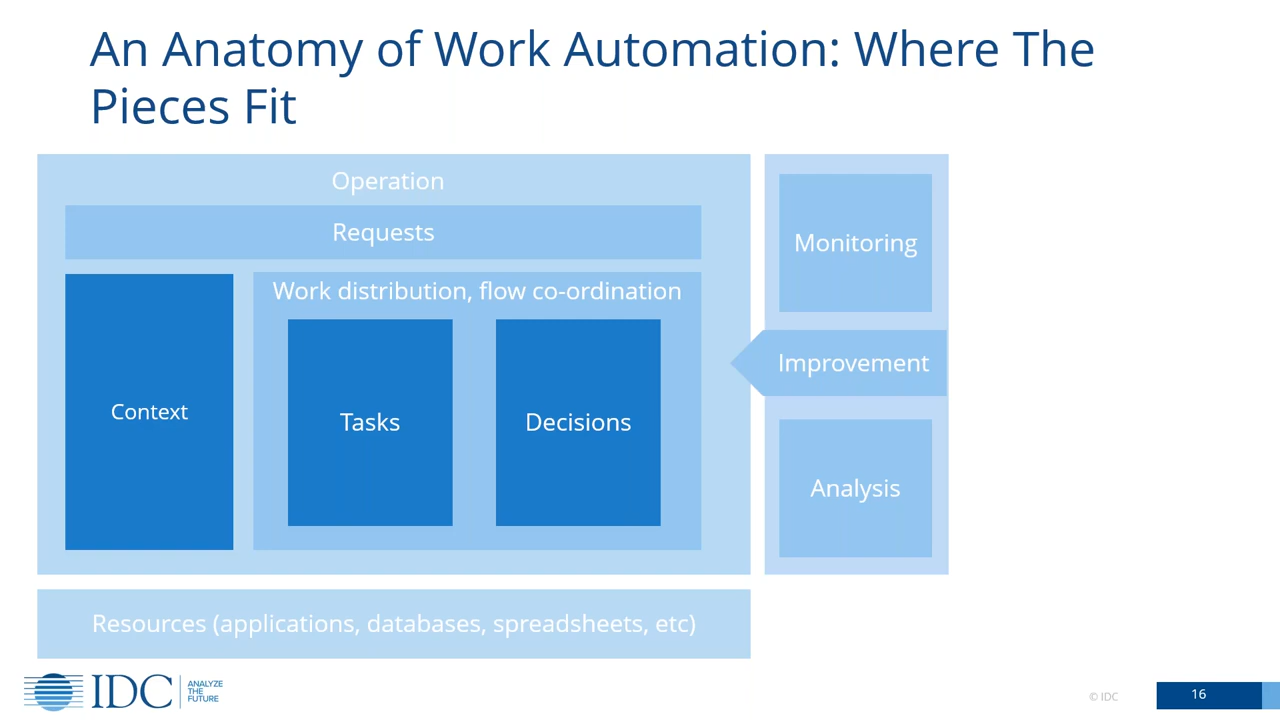 An Anatomy of Work Automation: Where The
Pieces Fit
Operation
Requests
Context
Work distribution, flow co-ordination
Tasks
Decisions
Monitoring
Improvement
Analysis
Resources (applications, databases, spreadsheets, etc)
IDC
ANALYZE
THE
FUTURE
© IDC
16